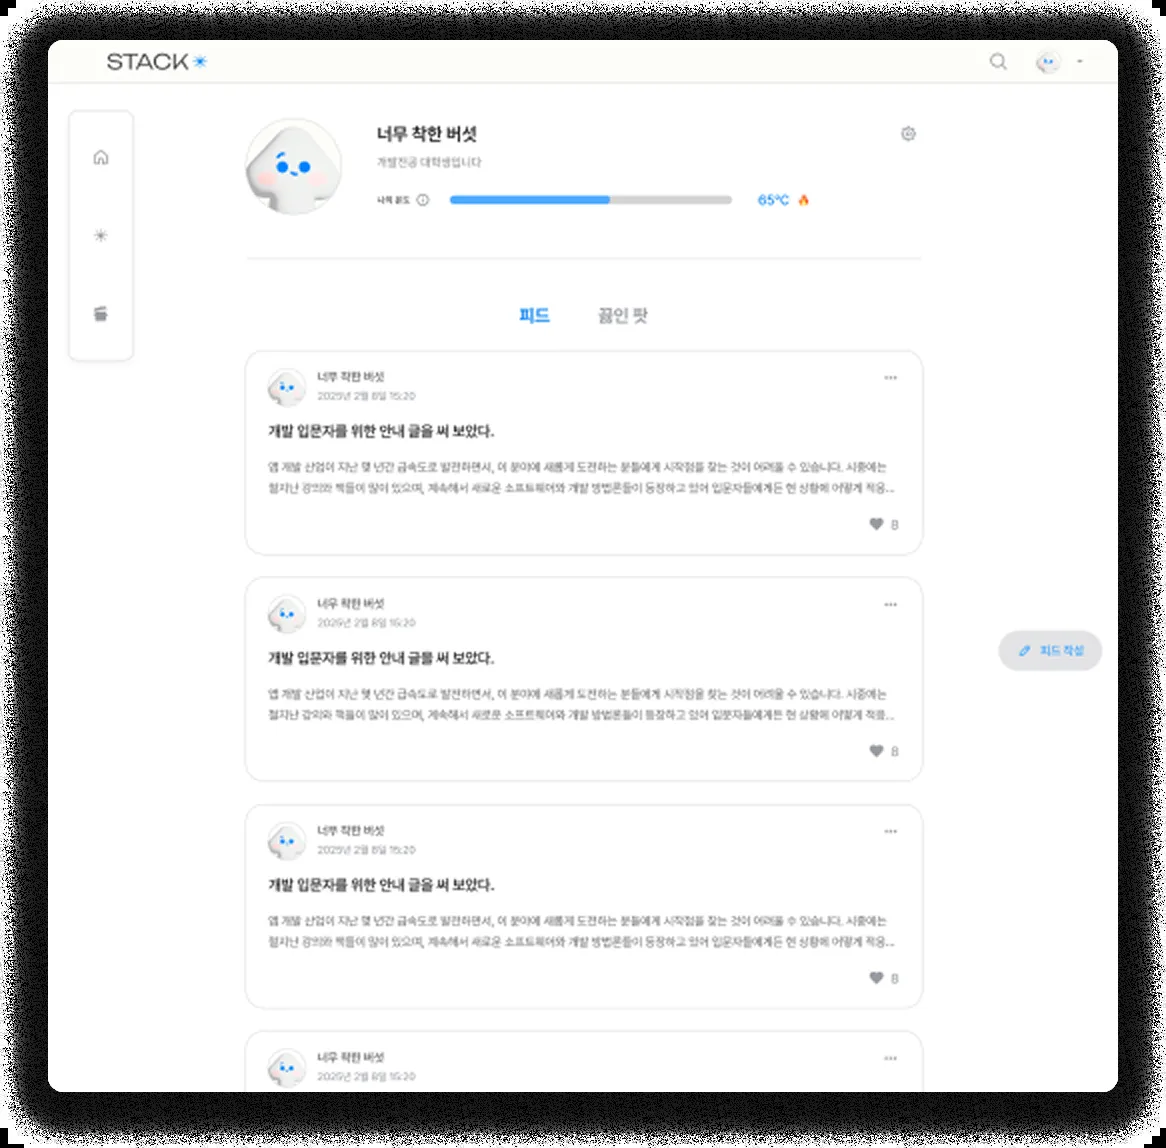 STACK
너무 착한 버섯
개발전공 대학생입니다
나의 온도
65℃
피드 끓인 팟
너무 착한 버섯
2025년 2월 8일 15:20
개발 입문자를 위한 안내 글을 써 보았다.
앱 개발 산업이 지난 몇 년간 급속도로 발전하면서, 이 분야에 새롭게 도전하는 분들에게 시작점을 찾는 것이 어려울 수 있습니다. 시중에는
철지난 강의와 책들이 많이 있으며, 계속해서 새로운 소프트웨어와 개발 방법론들이 등장하고 있어 입문자들에게든 현 상황에 어떻게 적응...
8
너무 착한 버섯
2025년 2월 8일 15:20
개발 입문자를 위한 안내 글을 써 보았다.
앱 개발 산업이 지난 몇 년간 급속도로 발전하면서, 이 분야에 새롭게 도전하는 분들에게 시작점을 찾는 것이 어려울 수 있습니다. 시중에는
철지난 강의와 책들이 많이 있으며, 계속해서 새로운 소프트웨어와 개발 방법론들이 등장하고 있어 입문자들에게든 현 상황에 어떻게 적응...
8
피드 작성
너무 착한 버섯
2025년 2월 8일 15:20
개발 입문자를 위한 안내 글을 써 보았다.
앱 개발 산업이 지난 몇 년간 급속도로 발전하면서, 이 분야에 새롭게 도전하는 분들에게 시작점을 찾는 것이 어려울 수 있습니다. 시중에는
철지난 강의와 책들이 많이 있으며, 계속해서 새로운 소프트웨어와 개발 방법론들이 등장하고 있어 입문자들에게든 현 상황에 어떻게 적응...
8
너무 착한 버섯
2025년 2월 8일 15:20